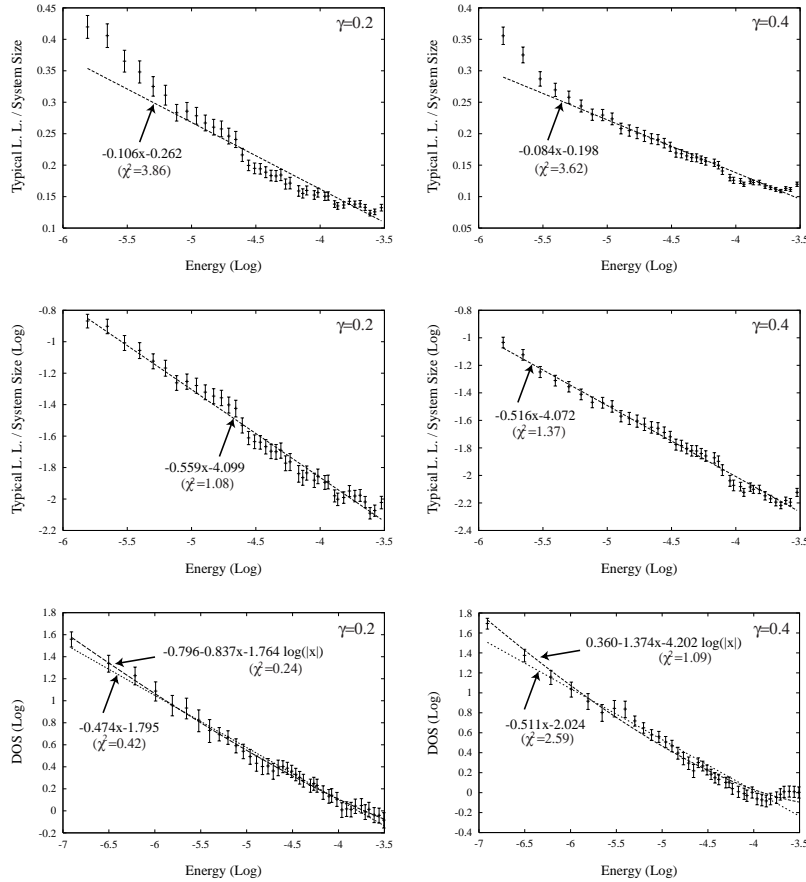 γ=0.2
Typical L. L. / System Size
0.45
0.4
0.35
0.3
0.25
0.2
0.15
0.1
-0.106x-0.262
(χ²=3.86)
-6 -5.5 -5 -4.5 -4 -3.5
Energy (Log)
γ=0.4
Typical L. L. / System Size
0.4
0.35
0.3
0.25
0.2
0.15
0.1
0.05
-0.084x-0.198
(χ²=3.62)
-6 -5.5 -5 -4.5 -4 -3.5
Energy (Log)
γ=0.2
Typical L. L. / System Size (Log)
-0.8
-1
-1.2
-1.4
-1.6
-1.8
-2
-2.2
-0.559x-4.099
(χ²=1.08)
-6 -5.5 -5 -4.5 -4 -3.5
Energy (Log)
γ=0.4
Typical L. L. / System Size (Log)
-0.8
-1
-1.2
-1.4
-1.6
-1.8
-2
-2.2
-2.4
-0.516x-4.072
(χ²=1.37)
-6 -5.5 -5 -4.5 -4 -3.5
Energy (Log)
γ=0.2
DOS (Log)
1.8
1.6
1.4
1.2
1
0.8
0.6
0.4
0.2
0
-0.2
-0.796-0.837x-1.764 log(|x|)
(χ²=0.24)
-0.474x-1.795
(χ²=0.42)
-7 -6.5 -6 -5.5 -5 -4.5 -4 -3.5
Energy (Log)
γ=0.4
DOS (Log)
1.8
1.6
1.4
1.2
1
0.8
0.6
0.4
0.2
0
-0.2
-0.4
0.360-1.374x-4.202 log(|x|)
(χ²=1.09)
-0.511x-2.024
(χ²=2.59)
-7 -6.5 -6 -5.5 -5 -4.5 -4 -3.5
Energy (Log)